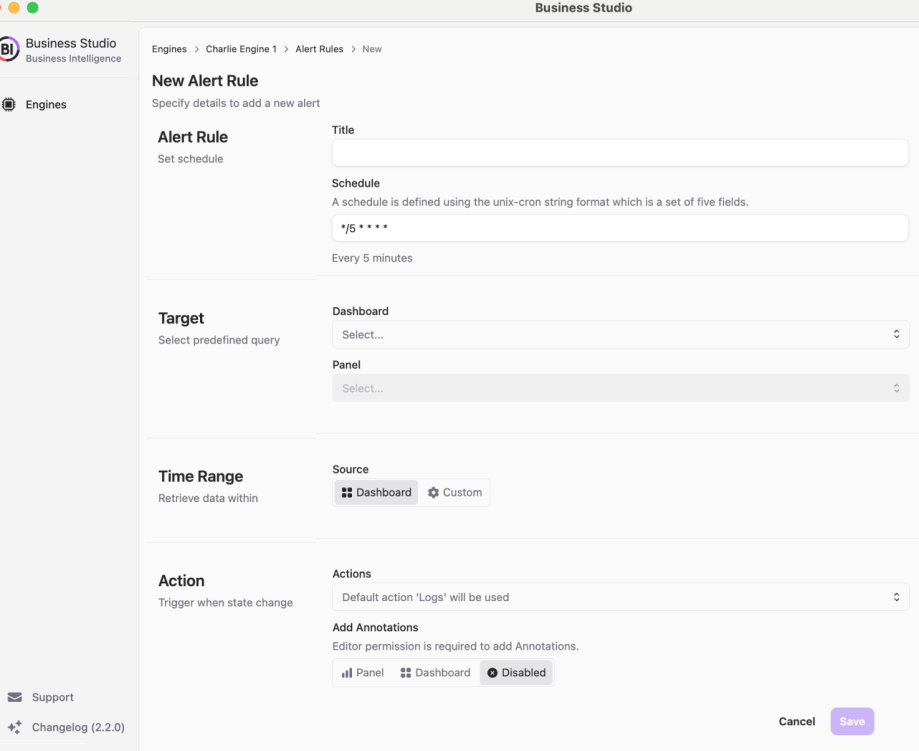 Business Studio
BI
Business Studio
Business Intelligence
Engines
Engines > Charlie Engine 1 > Alert Rules > New
New Alert Rule
Specify details to add a new alert
Alert Rule
Set schedule
Title
Schedule
A schedule is defined using the unix-cron string format which is a set of five fields.
*/5 * * * *
Every 5 minutes
Target
Select predefined query
Dashboard
Select...
Panel
Select...
Time Range
Retrieve data within
Source
Dashboard Custom
Action
Trigger when state change
Actions
Default action 'Logs' will be used
Add Annotations
Editor permission is required to add Annotations.
Panel Dashboard Disabled
Support
Changelog (2.2.0)
Cancel Save